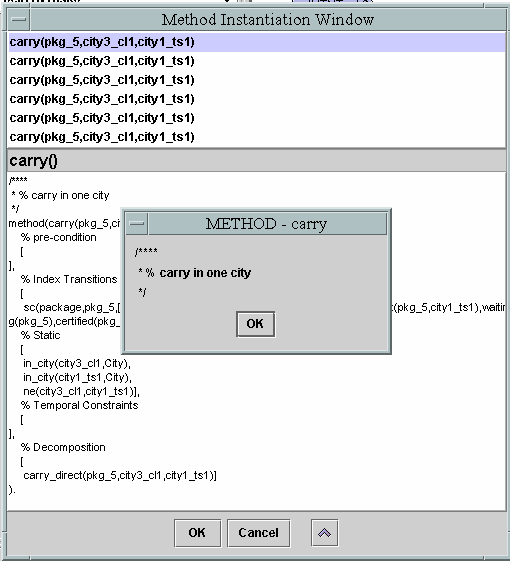 Method Instantiation Window
carry(pkg_5,city3_cl1,city1_ts1)
carry(pkg_5,city3_cl1,city1_ts1)
carry(pkg_5,city3_cl1,city1_ts1)
carry(pkg_5,city3_cl1,city1_ts1)
carry(pkg_5,city3_cl1,city1_ts1)
carry(pkg_5,city3_cl1,city1_ts1)
carry()
/****
* % carry in one city
*/
method(carry(pkg_5,ci
% pre-condition
[
],
% Index Transitions
[
sc(package,pkg_5,[ (pkg_5,city1_ts1),waitin
g(pkg_5),certified(pkg_
% Static
[
in_city(city3_cl1,City),
in_city(city1_ts1,City),
ne(city3_cl1,city1_ts1)],
% Temporal Constraints
[
],
% Decomposition
[
carry_direct(pkg_5,city3_cl1,city1_ts1)]
).
METHOD - carry
/****
* % carry in one city
*/
OK
OK Cancel